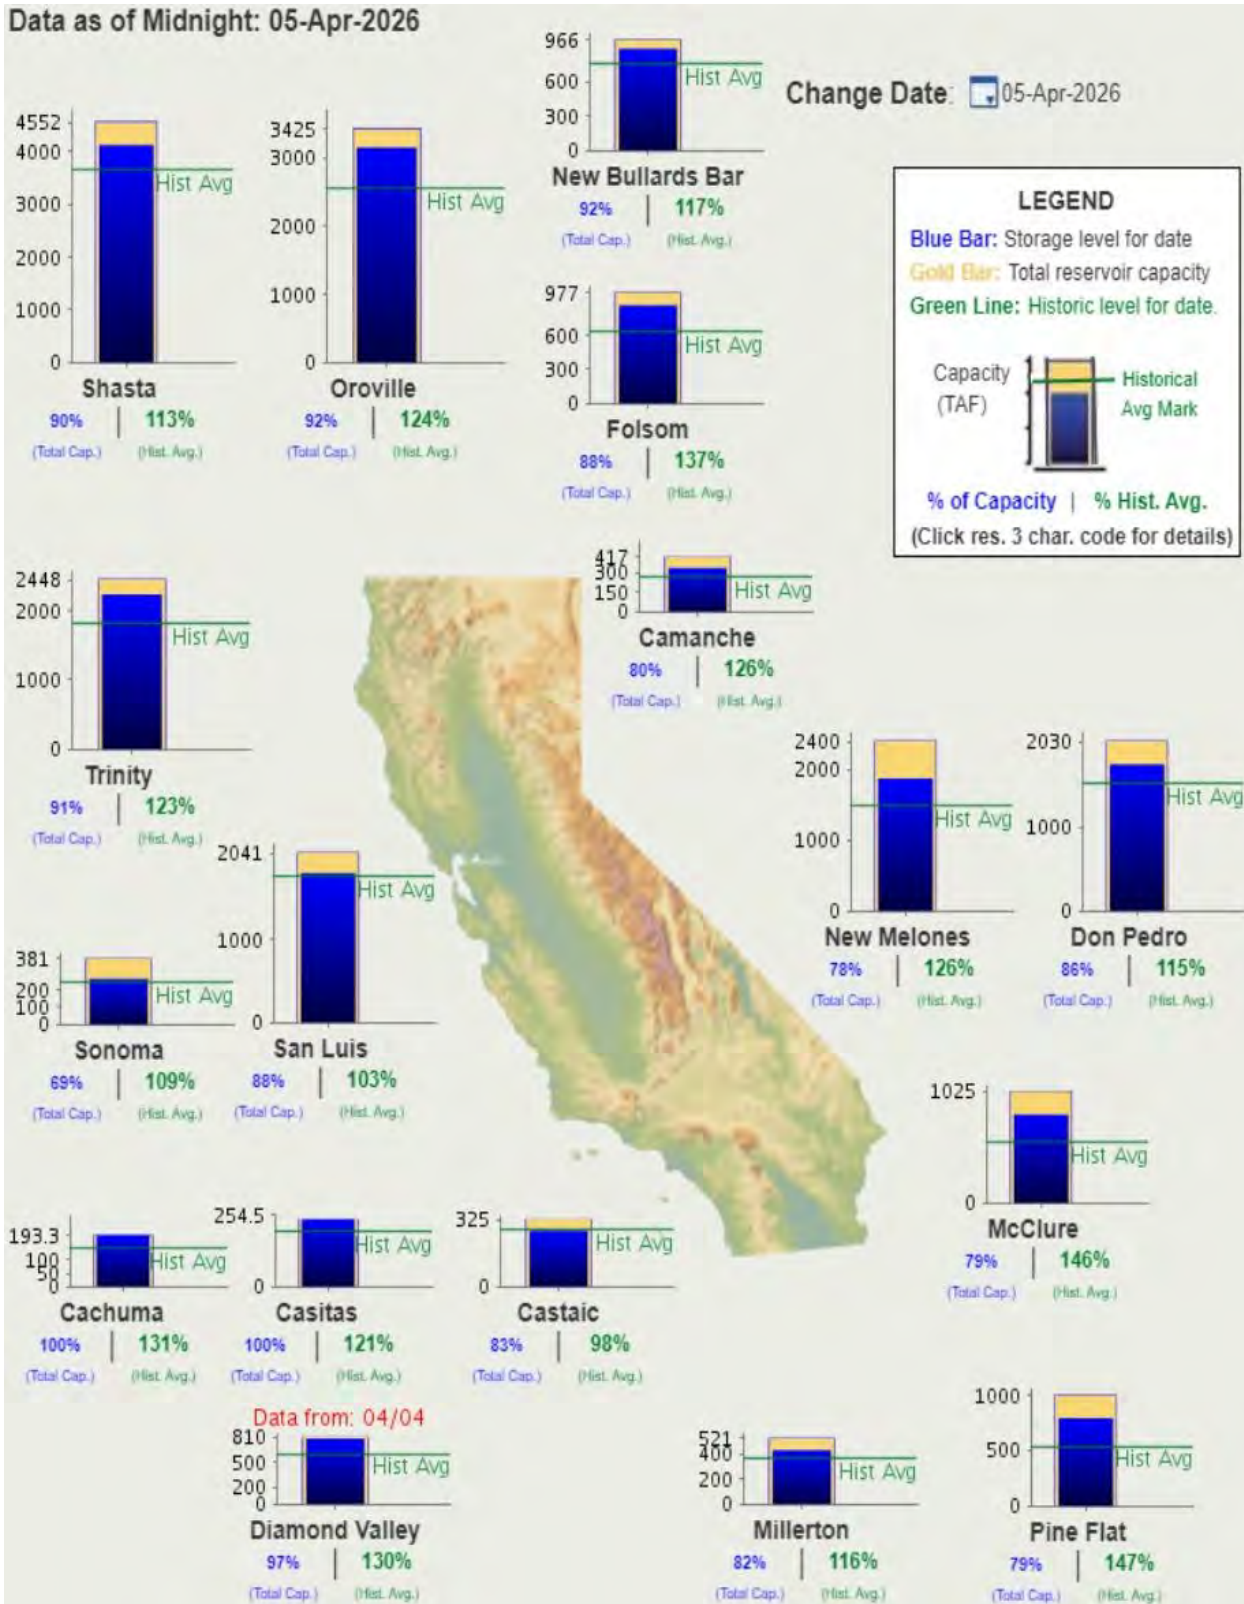 Data as of Midnight: 05-Apr-2026
966
600
300
0
Hist Avg
New Bullards Bar
92% | 117%
(Total Cap.) (Hist. Avg.)
Change Date: 05-Apr-2026
4552
4000
3000
2000
1000
0
Hist Avg
Shasta
90% | 113%
(Total Cap.) (Hist. Avg.)
3425
3000
2000
1000
0
Hist Avg
Oroville
92% | 124%
(Total Cap.) (Hist. Avg.)
977
600
300
0
Hist Avg
Folsom
88% | 137%
(Total Cap.) (Hist. Avg.)
LEGEND
Blue Bar: Storage level for date
Gold Bar: Total reservoir capacity
Green Line: Historic level for date.
Capacity
(TAF)
Historical
Avg Mark
% of Capacity | % Hist. Avg.
(Click res. 3 char. code for details)
417
300
150
0
Hist Avg
Camanche
80% | 126%
(Total Cap.) (Hist. Avg.)
2448
2000
1000
0
Hist Avg
Trinity
91% | 123%
(Total Cap.) (Hist. Avg.)
2400
2000
1000
0
Hist Avg
New Melones
78% | 126%
(Total Cap.) (Hist. Avg.)
2030
1000
0
Hist Avg
Don Pedro
86% | 115%
(Total Cap.) (Hist. Avg.)
381
200
100
0
Hist Avg
Sonoma
69% | 109%
(Total Cap.) (Hist. Avg.)
2041
1000
0
Hist Avg
San Luis
88% | 103%
(Total Cap.) (Hist. Avg.)
1025
0
Hist Avg
McClure
79% | 146%
(Total Cap.) (Hist. Avg.)
193.3
100
50
0
Hist Avg
Cachuma
100% | 131%
(Total Cap.) (Hist. Avg.)
254.5
0
Hist Avg
Casitas
100% | 121%
(Total Cap.) (Hist. Avg.)
325
0
Hist Avg
Castaic
83% | 98%
(Total Cap.) (Hist. Avg.)
Data from: 04/04
810
500
200
0
Hist Avg
Diamond Valley
97% | 130%
(Total Cap.) (Hist. Avg.)
521
400
200
0
Hist Avg
Millerton
82% | 116%
(Total Cap.) (Hist. Avg.)
1000
500
0
Hist Avg
Pine Flat
79% | 147%
(Total Cap.) (Hist. Avg.)